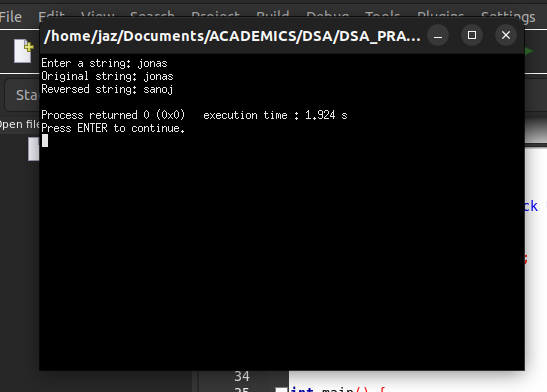 File Edit View Search Project Build Debug Tools Plugins Settings
/home/jaz/Documents/ACADEMICS/DSA/DSA_PRA...
Enter a string: jonas
Original string: jonas
Reversed string: sanoj
Process returned 0 (0x0) execution time : 1.924 s
Press ENTER to continue.
Open file
34
35 int main() {